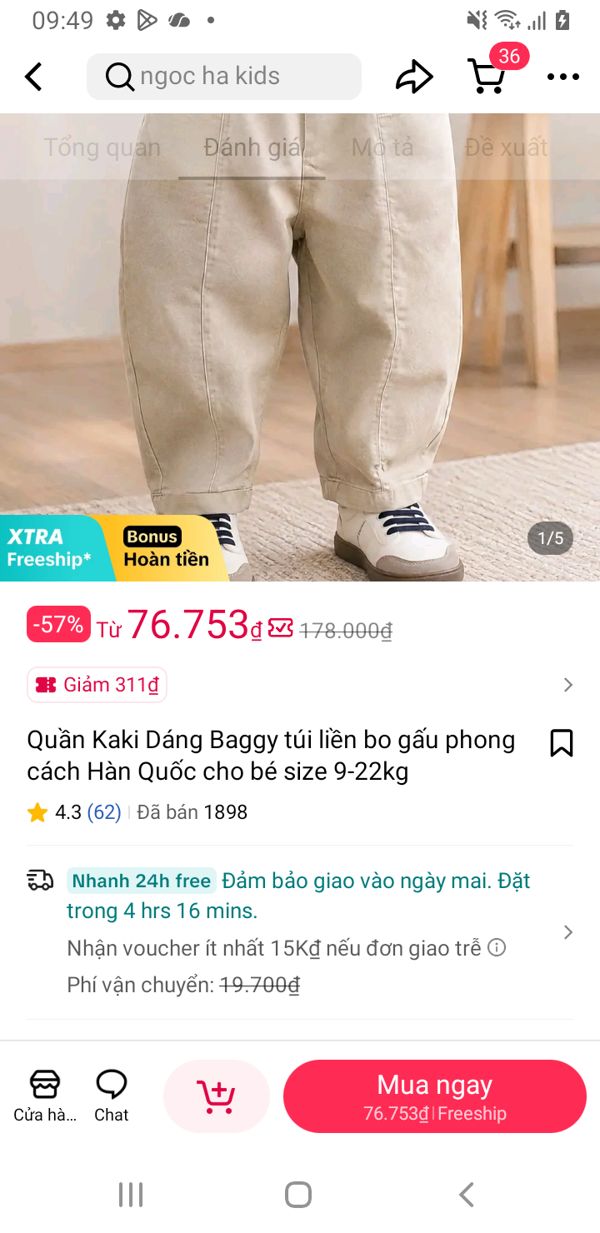 09:49
36
ngoc ha kids
Tổng quan Đánh giá Mô tả Đề xuất
XTRA
Freeship*
Bonus
Hoàn tiền
1/5
-57% Từ 76.753₫ 178.000₫
Giảm 311₫
Quần Kaki Dáng Baggy túi liền bo gấu phong
cách Hàn Quốc cho bé size 9-22kg
4.3 (62) Đã bán 1898
Nhanh 24h free Đảm bảo giao vào ngày mai. Đặt
trong 4 hrs 16 mins.
Nhận voucher ít nhất 15K₫ nếu đơn giao trễ
Phí vận chuyển: 19.700₫
Cửa hà... Chat
Mua ngay
76.753₫ | Freeship